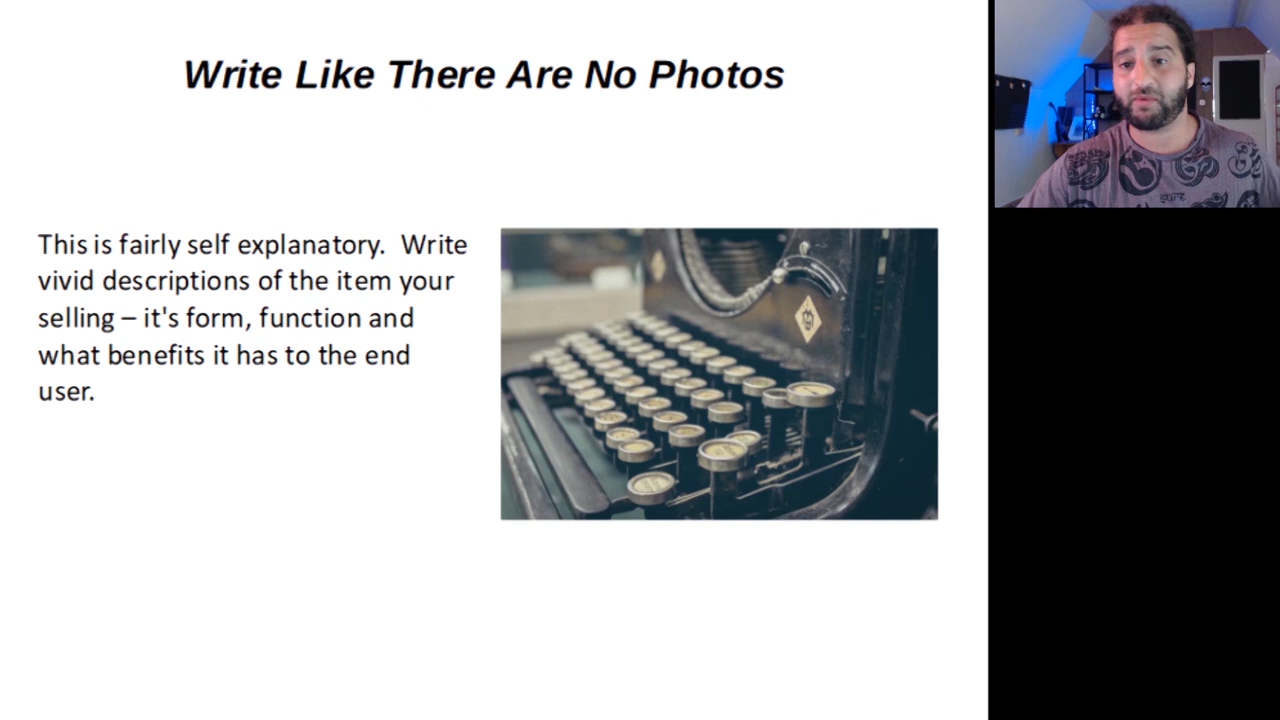 Write Like There Are No Photos
This is fairly self explanatory.  Write
vivid descriptions of the item your
selling – it's form, function and
what benefits it has to the end
user.